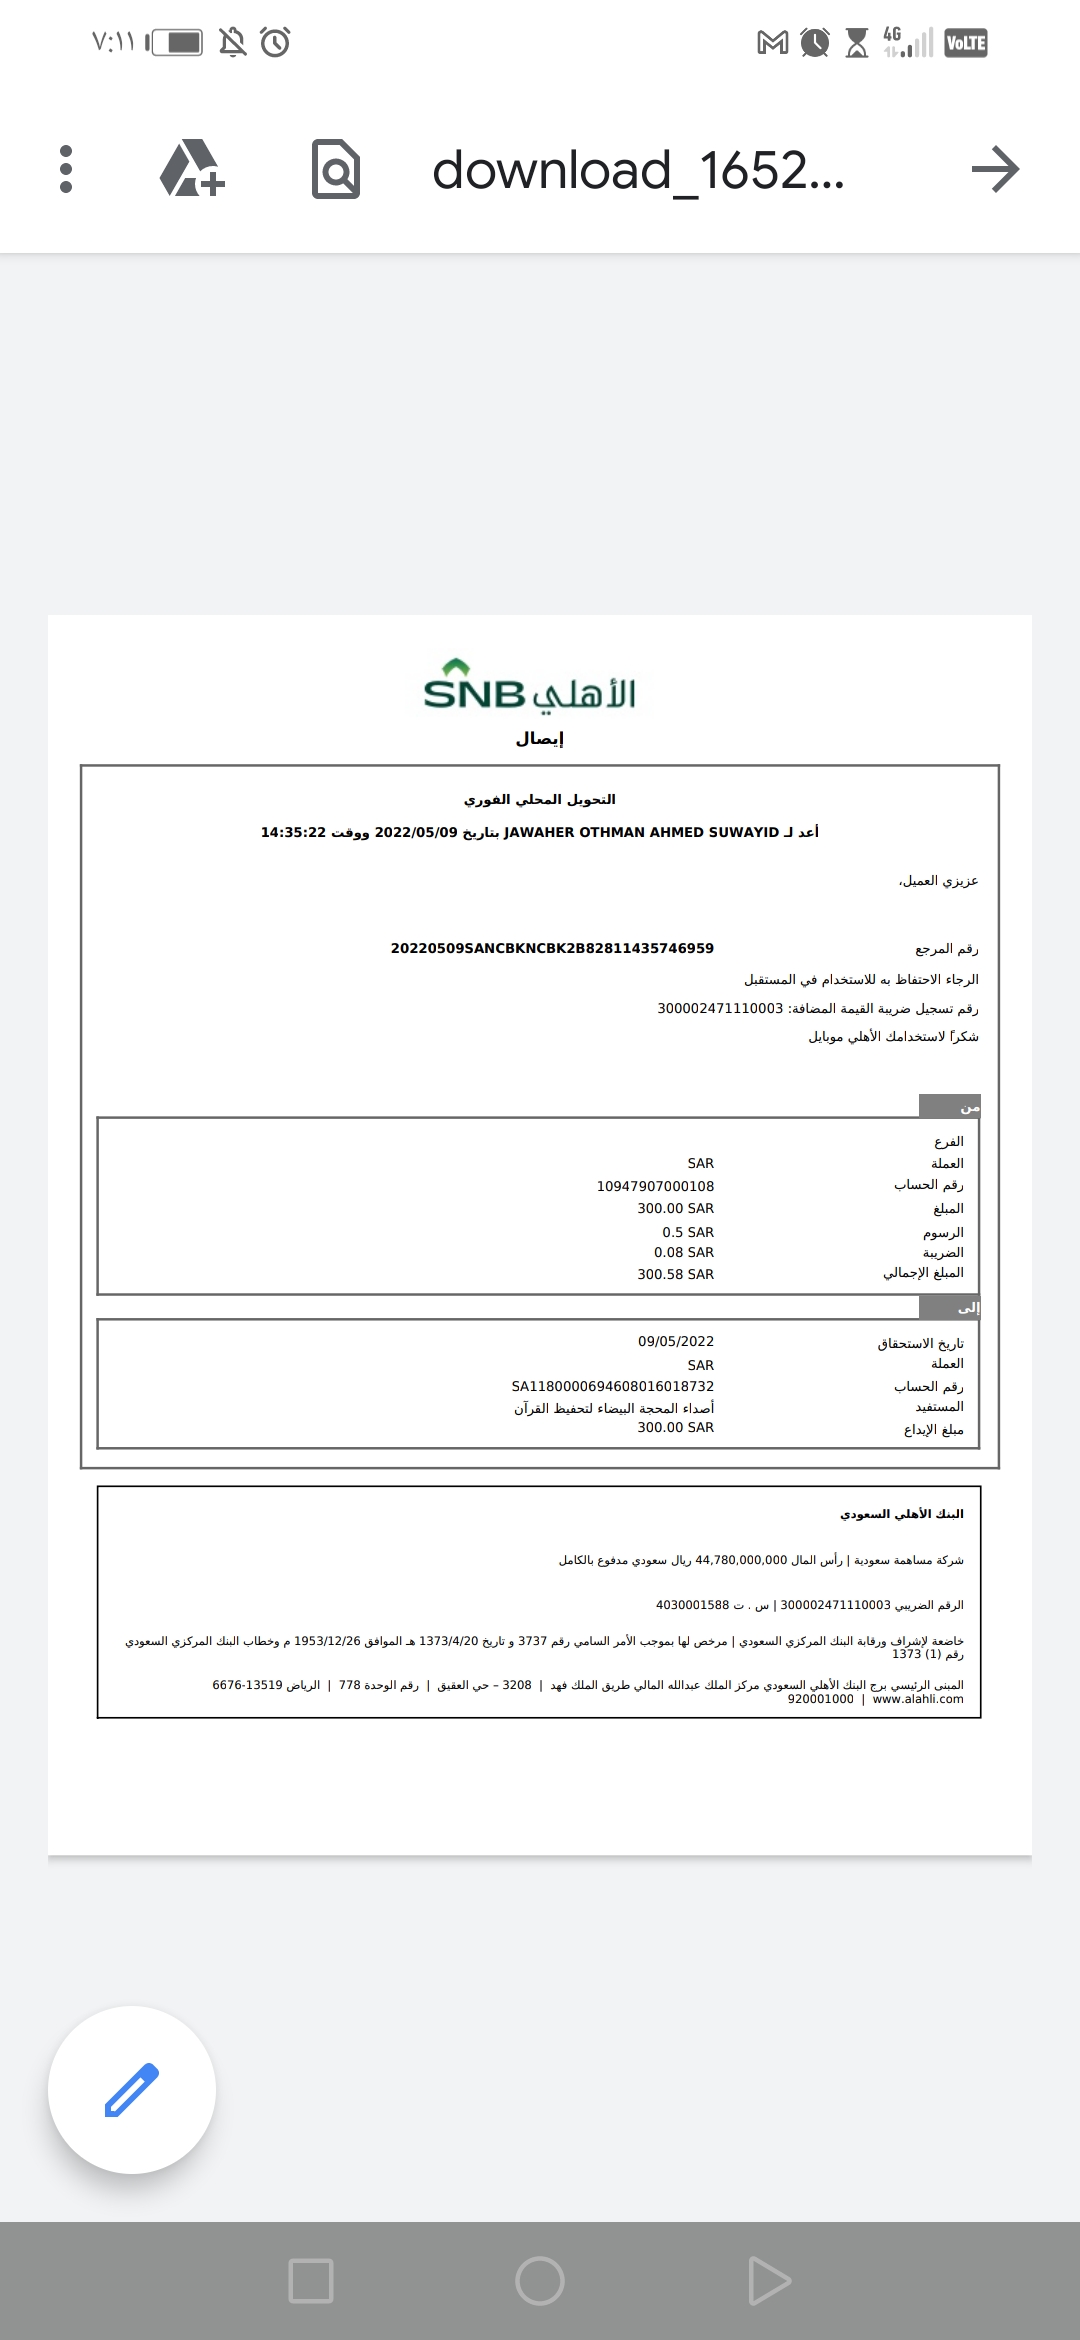 ٧:١١
4G
VoLTE
download_1652...
SNB الأهلي
إيصال
التحويل المحلي الفوري
أعد لـ JAWAHER OTHMAN AHMED SUWAYID بتاريخ 2022/05/09 ووقت 14:35:22
عزيزي العميل،
رقم المرجع 20220509SANCBKNCBK2B82811435746959
الرجاء الاحتفاظ به للاستخدام في المستقبل
رقم تسجيل ضريبة القيمة المضافة: 300002471110003
شكراً لاستخدامك الأهلي موبايل
من
الفرع
العملة SAR
رقم الحساب 10947907000108
المبلغ 300.00 SAR
الرسوم 0.5 SAR
الضريبة 0.08 SAR
المبلغ الإجمالي 300.58 SAR
إلى
تاريخ الاستحقاق 09/05/2022
العملة SAR
رقم الحساب SA1180000694608016018732
المستفيد أصداء المحجة البيضاء لتحفيظ القرآن
مبلغ الإيداع 300.00 SAR
البنك الأهلي السعودي
شركة مساهمة سعودية | رأس المال 44,780,000,000 ريال سعودي مدفوع بالكامل
الرقم الضريبي 300002471110003 | س . ت 4030001588
خاضعة لإشراف ورقابة البنك المركزي السعودي | مرخص لها بموجب الأمر السامي رقم 3737 و تاريخ 1373/4/20 هـ الموافق 1953/12/26 م وخطاب البنك المركزي السعودي
رقم (1) 1373
المبنى الرئيسي برج البنك الأهلي السعودي مركز الملك عبدالله المالي طريق الملك فهد | 3208 – حي العقيق | رقم الوحدة 778 | الرياض 13519-6676
920001000 | www.alahli.com